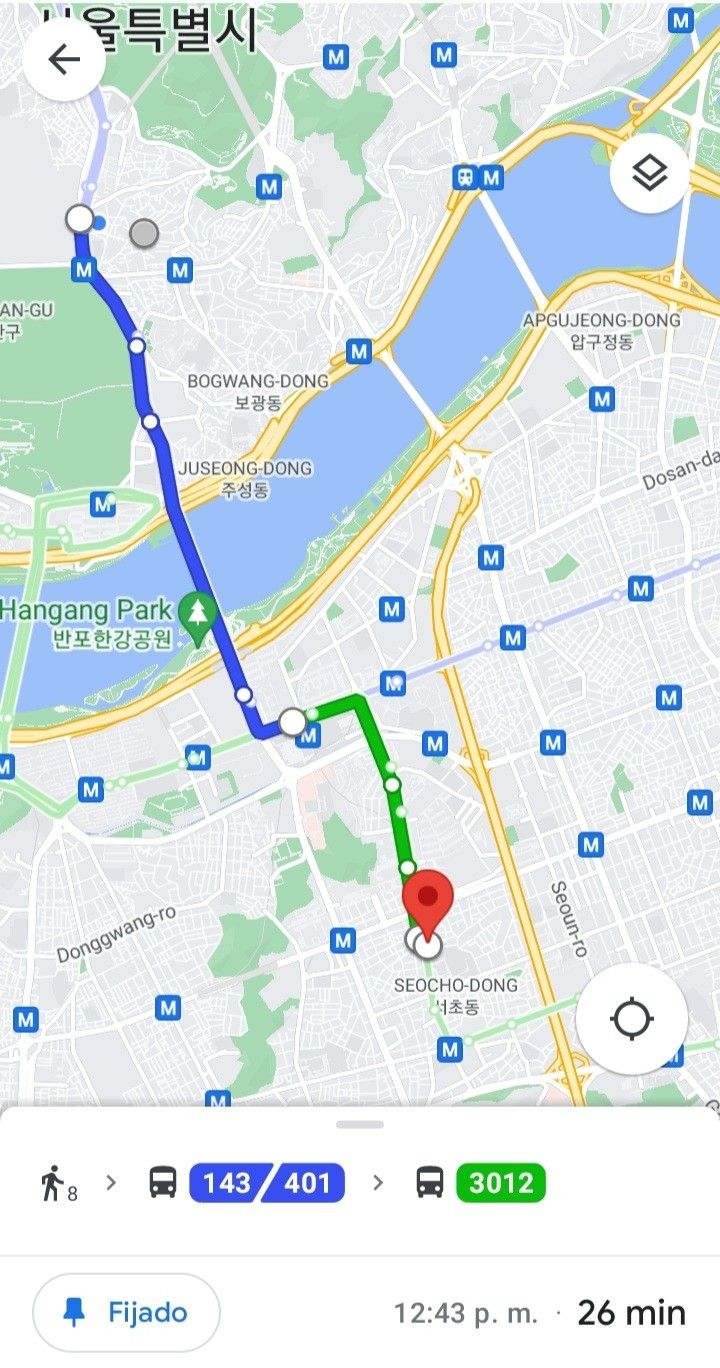 서울특별시
M
M
M
M
M
M
M
AN-GU
안구
APGUJEONG-DONG
압구정동
M
BOGWANG-DONG
보광동
M
JUSEONG-DONG
주성동
Dosan-da
M
M
M
M
Hangang Park
반포한강공원
M
M
M
M
M
M
M
M
M
M
M
M
Seoun-ro
Donggwang-ro
M
SEOCHO-DONG
서초동
M
M
M
M
M
8
143 / 401
3012
Fijado
12:43 p. m. · 26 min